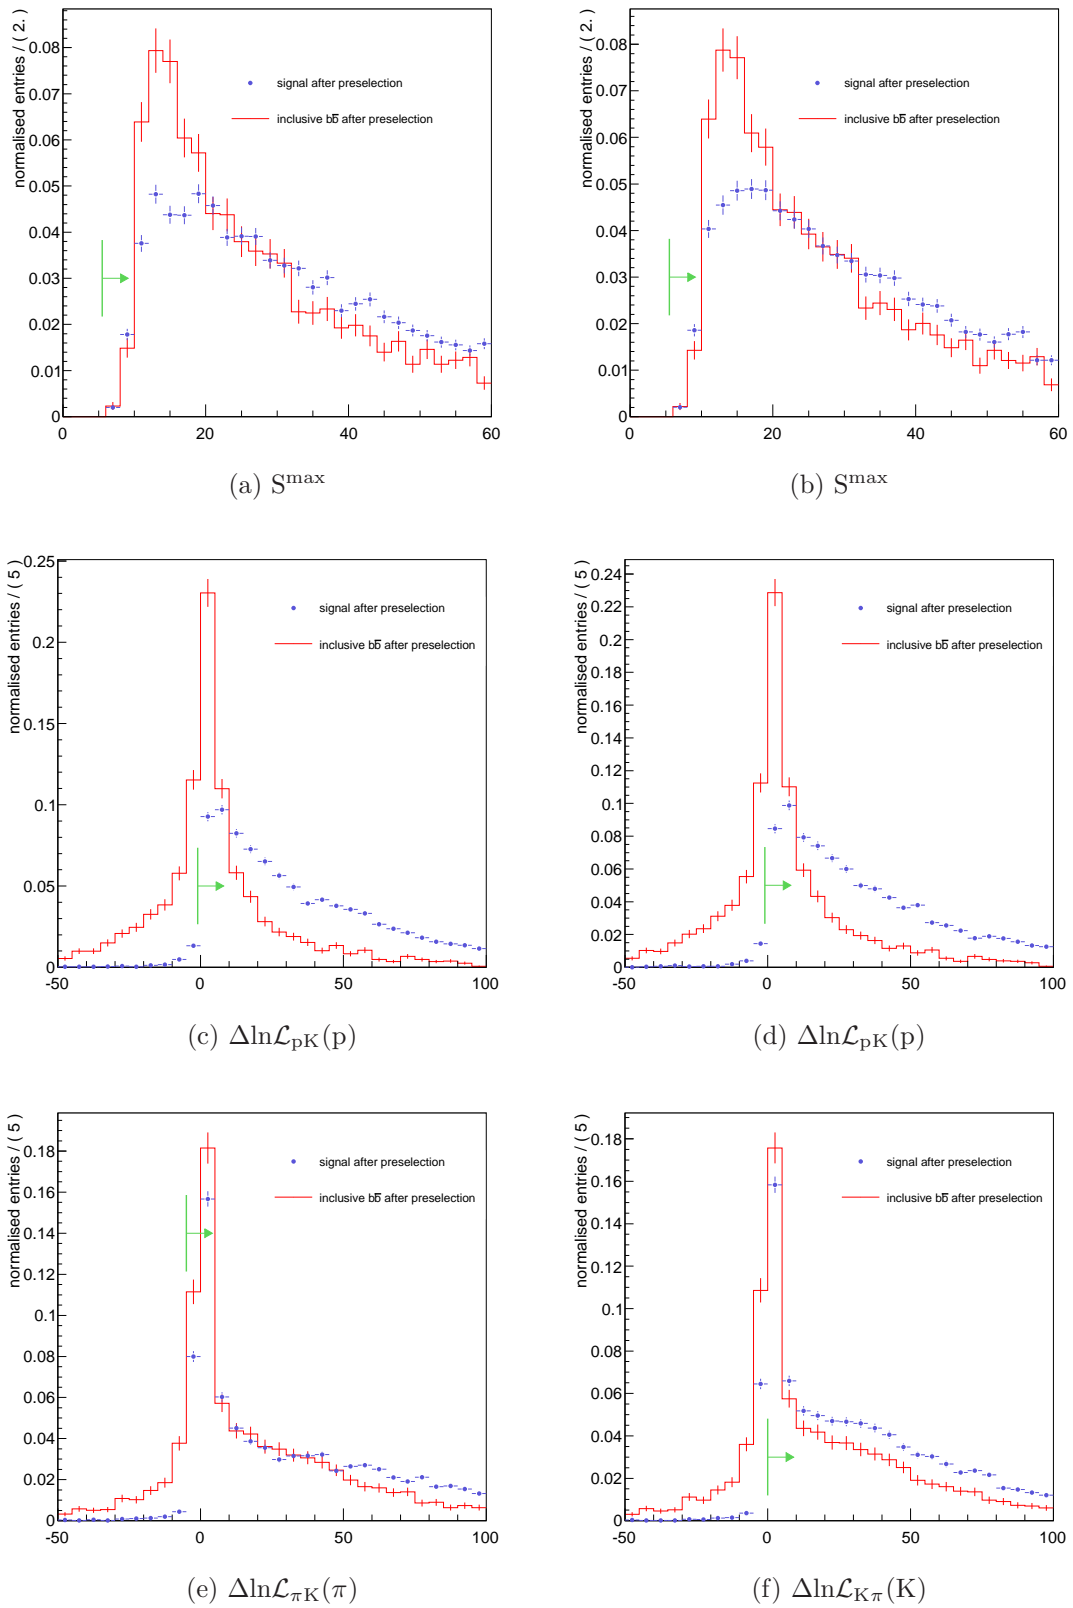 normalised entries / ( 2. )
0.08
0.07
0.06
0.05
0.04
0.03
0.02
0.01
0
0 20 40 60
signal after preselection
inclusive bb̅ after preselection
(a) Sᵐᵃˣ
normalised entries / ( 2. )
0.08
0.07
0.06
0.05
0.04
0.03
0.02
0.01
0
0 20 40 60
signal after preselection
inclusive bb̅ after preselection
(b) Sᵐᵃˣ
normalised entries / ( 5 )
0.25
0.2
0.15
0.1
0.05
0
-50 0 50 100
signal after preselection
inclusive bb̅ after preselection
(c) Δlnℒ_pK(p)
normalised entries / ( 5 )
0.24
0.22
0.2
0.18
0.16
0.14
0.12
0.1
0.08
0.06
0.04
0.02
0
-50 0 50 100
signal after preselection
inclusive bb̅ after preselection
(d) Δlnℒ_pK(p)
normalised entries / ( 5 )
0.18
0.16
0.14
0.12
0.1
0.08
0.06
0.04
0.02
0
-50 0 50 100
signal after preselection
inclusive bb̅ after preselection
(e) Δlnℒ_πK(π)
normalised entries / ( 5 )
0.18
0.16
0.14
0.12
0.1
0.08
0.06
0.04
0.02
0
-50 0 50 100
signal after preselection
inclusive bb̅ after preselection
(f) Δlnℒ_Kπ(K)